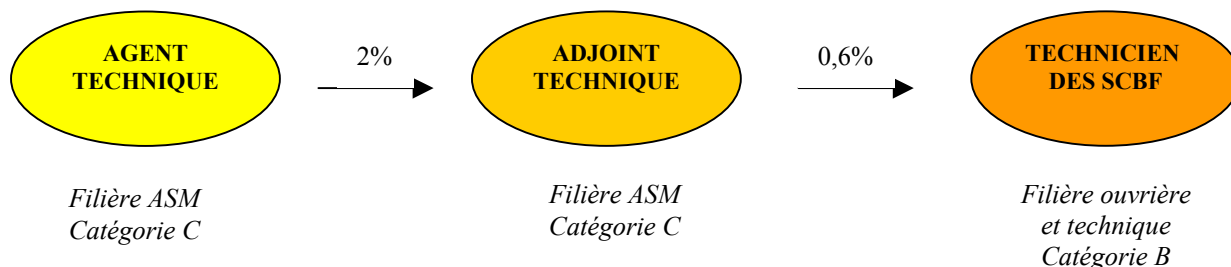 AGENT
TECHNIQUE
2%
ADJOINT
TECHNIQUE
0,6%
TECHNICIEN
DES SCBF
Filière ASM
Catégorie C
Filière ASM
Catégorie C
Filière ouvrière
et technique
Catégorie B